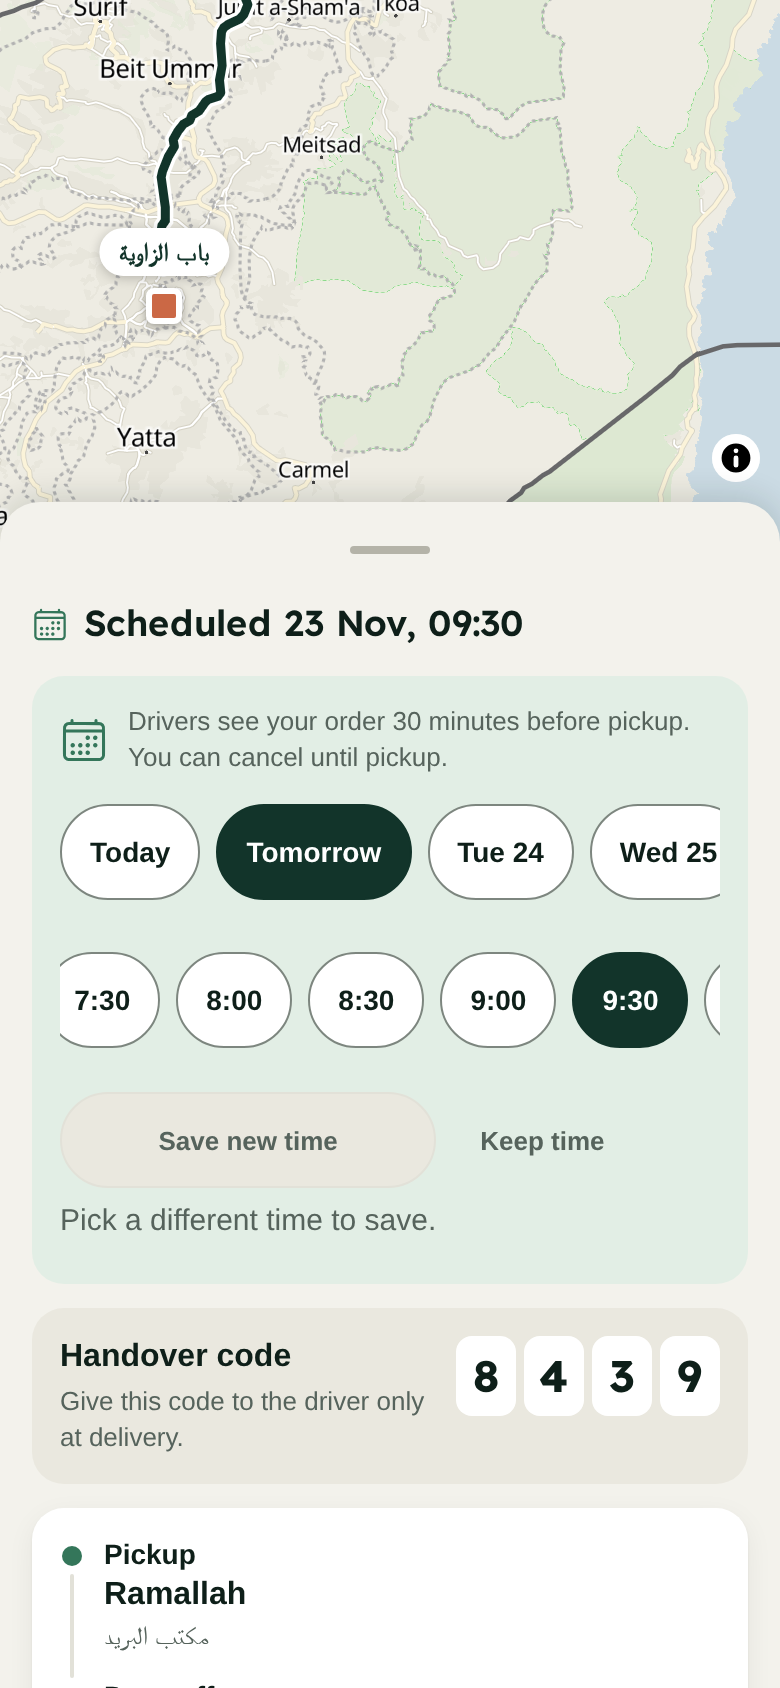 Surif
a-Sham'a
Tkoa
Beit Ummar
Meitsad
باب الزاوية
Yatta
Carmel
Scheduled 23 Nov, 09:30
Drivers see your order 30 minutes before pickup.
You can cancel until pickup.
Today
Tomorrow
Tue 24
Wed 25
7:30
8:00
8:30
9:00
9:30
Save new time
Keep time
Pick a different time to save.
Handover code
8 4 3 9
Give this code to the driver only
at delivery.
Pickup
Ramallah
مكتب البريد